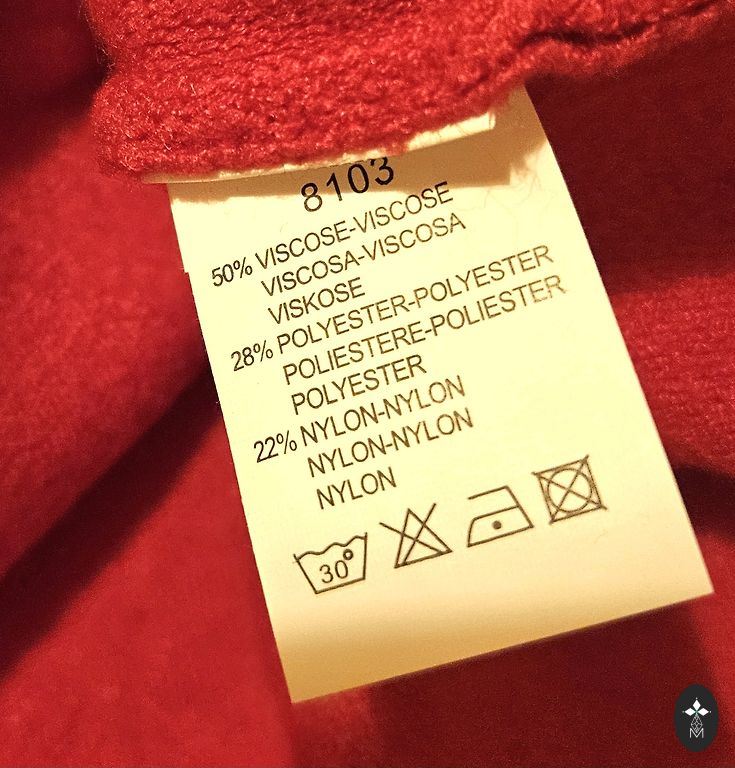 8103
50% VISCOSE-VISCOSE
VISCOSA-VISCOSA
VISKOSE
28% POLYESTER-POLYESTER
POLIESTERE-POLIESTER
POLYESTER
22% NYLON-NYLON
NYLON-NYLON
NYLON
30°
M